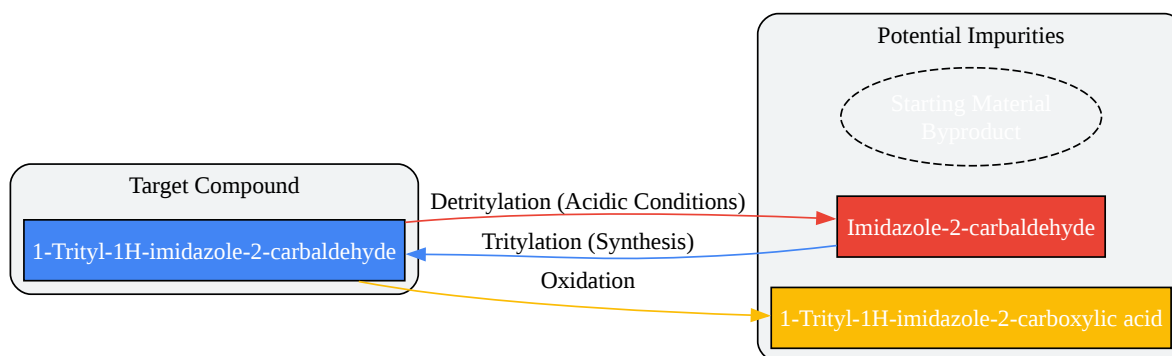 Potential Impurities
Starting Material
Byproduct
Target Compound
1-Trityl-1H-imidazole-2-carbaldehyde
Detritylation (Acidic Conditions)
Tritylation (Synthesis)
Oxidation
Imidazole-2-carbaldehyde
1-Trityl-1H-imidazole-2-carboxylic acid